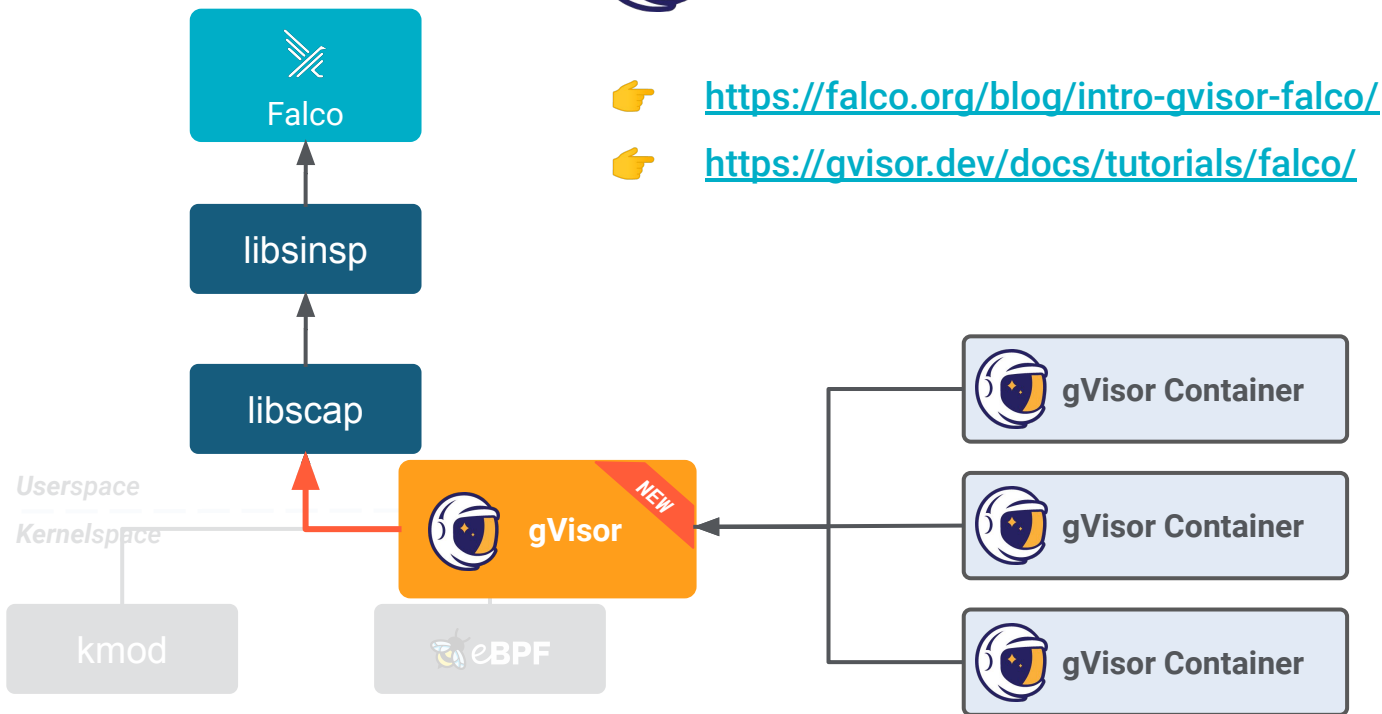 Falco
https://falco.org/blog/intro-gvisor-falco/
https://gvisor.dev/docs/tutorials/falco/
libsinsp
libscap
gVisor Container
Userspace
NEW
Kernelspace
gVisor
gVisor Container
kmod
eBPF
gVisor Container